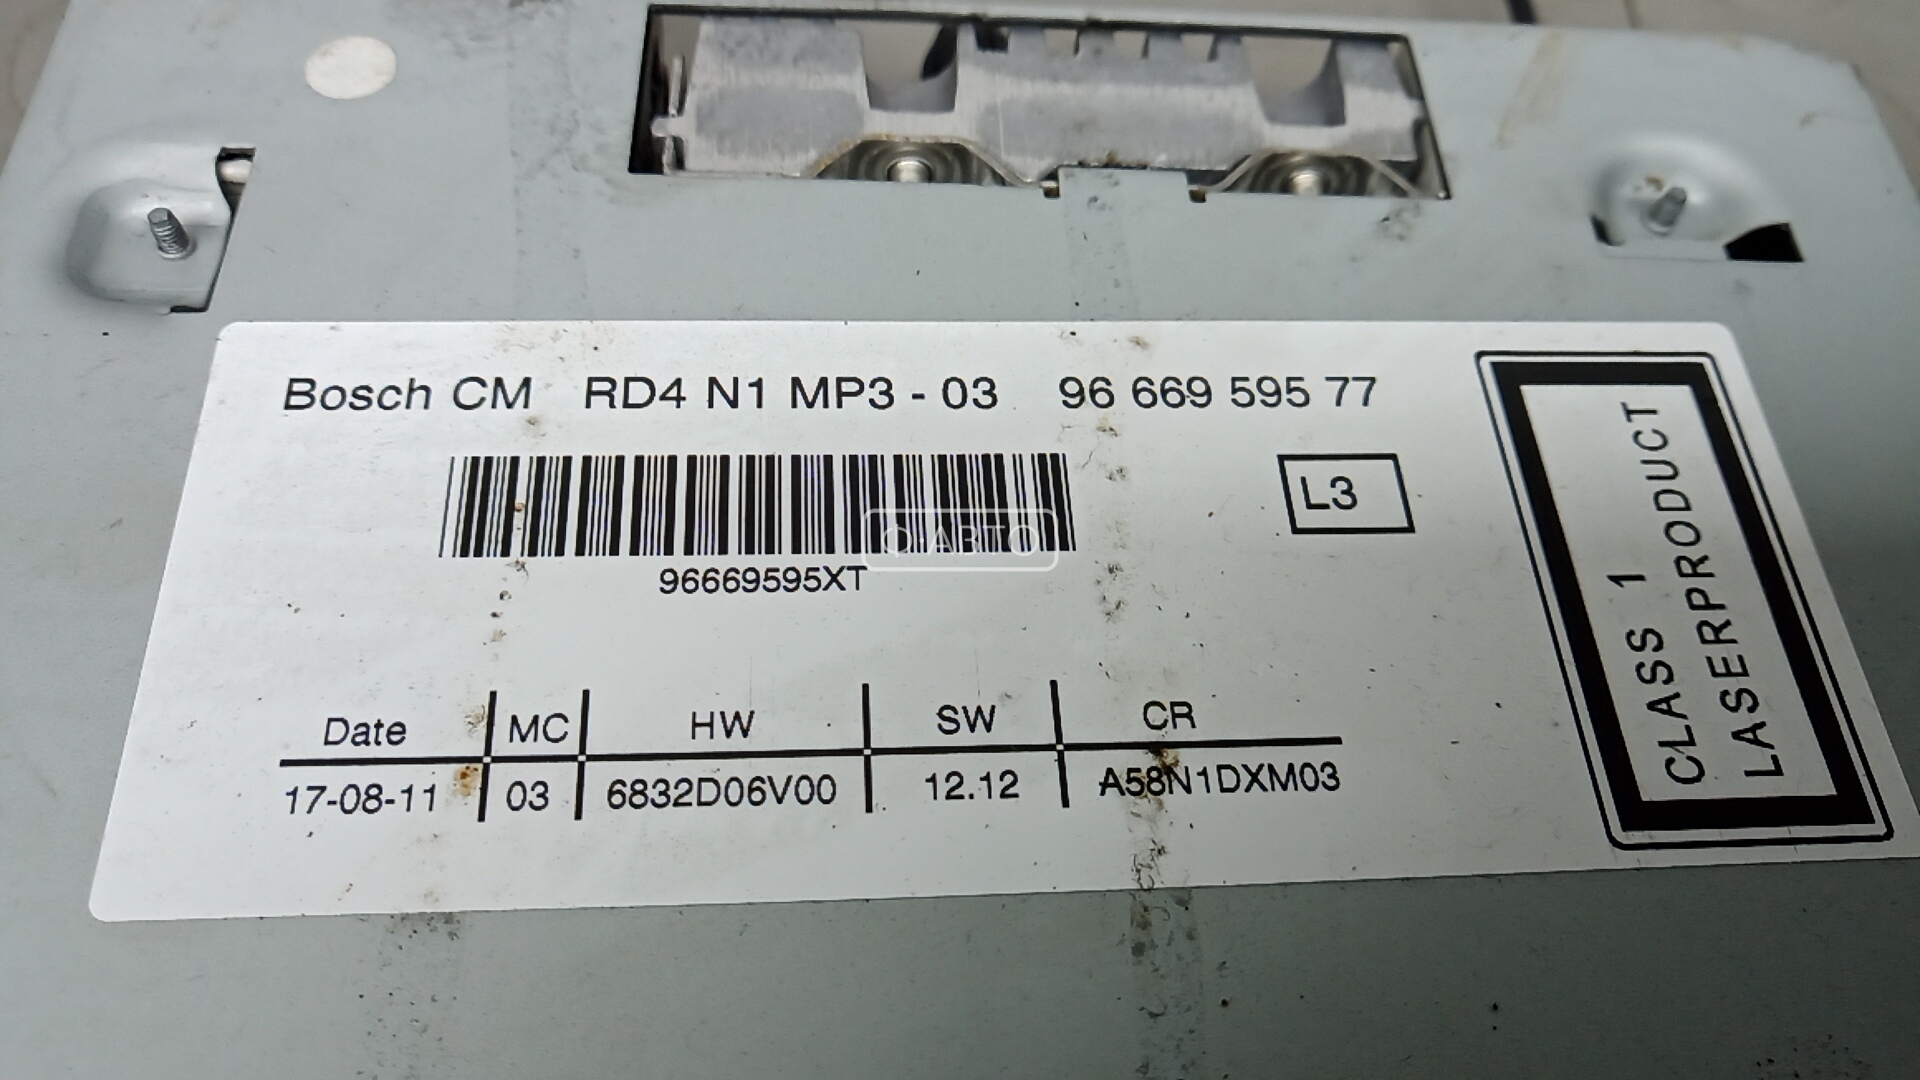 Bosch CM RD4 N1 MP3 - 03 96 669 595 77
96669595XT
L3
Date MC HW SW CR
17-08-11 03 6832D06V00 12.12 A58N1DXM03
CLASS 1
LASERPRODUCT